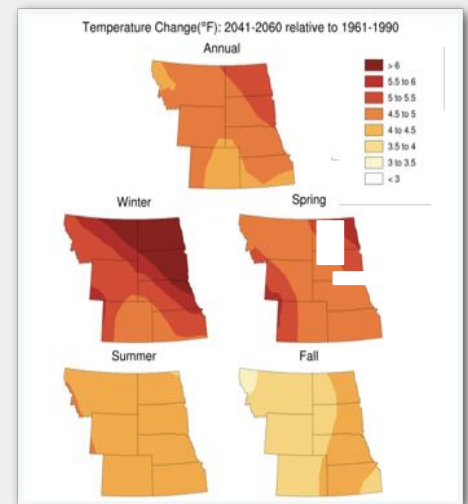 Temperature Change(°F): 2041-2060 relative to 1961-1990
Annual
> 6
5.5 to 6
5 to 5.5
4.5 to 5
4 to 4.5
3.5 to 4
3 to 3.5
< 3
Winter
Spring
Summer
Fall